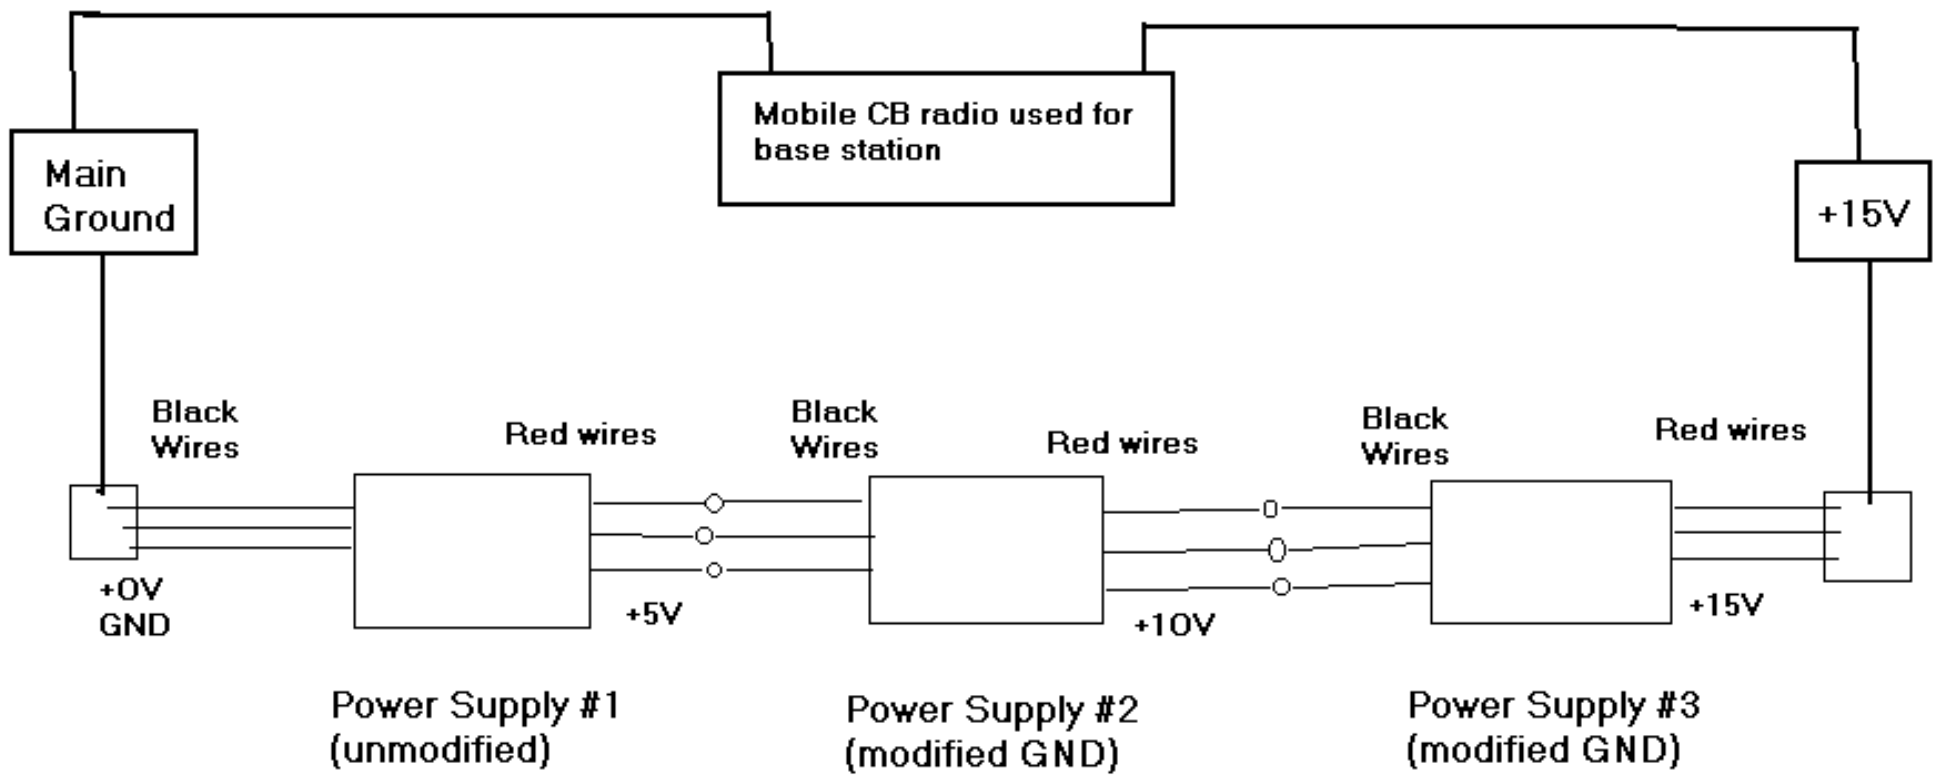 Mobile CB radio used for
base station
Main
Ground
+15V
Black
Wires
Red wires
Black
Wires
Red wires
Black
Wires
Red wires
+0V
GND
+5V
+10V
+15V
Power Supply #1
(unmodified)
Power Supply #2
(modified GND)
Power Supply #3
(modified GND)